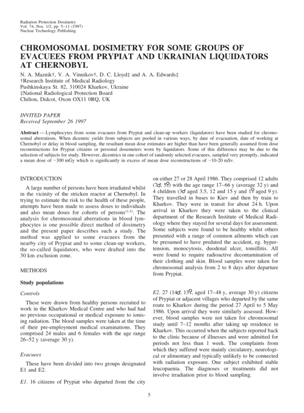 Radiation Protection Dosimetry
Vol. 74, Nos. 1/2, pp. 5–11 (1997)
Nuclear Technology Publishing
CHROMOSOMAL DOSIMETRY FOR SOME GROUPS OF
EVACUEES FROM PRYPIAT AND UKRAINIAN LIQUIDATORS
AT CHERNOBYL
N. A. Maznik†, V. A. Vinnikov†, D. C. Lloyd‡ and A. A. Edwards‡
†Research Institute of Medical Radiology
Pushkinskaya St. 82, 310024 Kharkov, Ukraine
‡National Radiological Protection Board
Chilton, Didcot, Oxon OX11 0RQ, UK
INVITED PAPER
Received September 26 1997
Abstract — Lymphocytes from some evacuees from Prypiat and clean-up workers (liquidators) have been studied for chromo-
somal aberrations. When dicentric yields from subjects are pooled in various ways, by date of evacuation, date of working at
Chernobyl or delay in blood sampling, the resultant mean dose estimates are higher than have been generally assumed from dose
reconstructions for Prypiat citizens or personal dosemeters worn by liquidators. Some of this difference may be due to the
selection of subjects for study. However, dicentrics in one cohort of randomly selected evacuees, sampled very promptly, indicated
a mean dose of
mGy which is significantly in excess of mean dose reconstructions of ~10-20 mSv.
INTRODUCTION
A large number of persons have been irradiated whilst
in the vicinity of the stricken reactor at Chernobyl. In
trying to estimate the risk to the health of these people,
attempts have been made to assess doses to individuals
and also mean doses for cohorts of persons
. The
analysis for chromosomal aberrations in blood lym-
phocytes is one possible direct method of dosimetry
and the present paper describes such a study. The
method was applied to some evacuees from the
nearby city of Prypiat and to some clean-up workers,
the so-called liquidators, who were drafted into the
30 km exclusion zone.
METHODS
Study populations
Controls
These were drawn from healthy persons recruited to
work in the Kharkov Medical Centre and who had had
no previous occupational or medical exposure to ionis-
ing radiation. The blood samples were taken at the time
of their pre-employment medical examinations. They
comprised 24 males and 6 females with the age range
26–52 y (average 30 y).
Evacuees
These have been divided into two groups designated
E1 and E2.
E1. 16 citizens of Prypiat who departed from the city
on either 27 or 28 April 1986. They comprised 12 adults
with the age range 17–66 y (average 32 y) and
4 children
aged 3.5, 12 and 15 y and
aged 9 y).
They travelled in buses to Kiev and then by train to
Kharkov. They were in transit for about 24 h. Upon
arrival in Kharkov they were taken to the clinical
department of the Research Institute of Medical Radi-
ology where they stayed for several days for assessment.
Some subjects were found to be healthy whilst others
presented with a range of common ailments which can
be presumed to have predated the accident, eg. hyper-
tension, monocytosis, duodenal ulcer, tonsillitis. All
were found to require radioactive decontamination of
their clothing and skin. Blood samples were taken for
chromosomal analysis from 2 to 8 days after departure
from Prypiat.
E2. 27
aged 17–48 y, average 30 y) citizens
of Prypiat or adjacent villages who departed by the same
route to Kharkov during the period 27 April to 5 May
1986. Upon arrival they were similarly assessed. How-
ever, blood samples were not taken for chromosomal
study until 7–12 months after taking up residence in
Kharkov. This occurred when the subjects reported back
to the clinic because of illnesses and were admitted for
periods not less than 1 week. The complaints from
which they suffered were mainly circulatory, neurologi-
cal or alimentary and typically unlikely to be connected
with radiation exposure. One subject exhibited stable
leucopaenia. The diagnoses or treatments did not
involve irradiation prior to blood sampling.
5